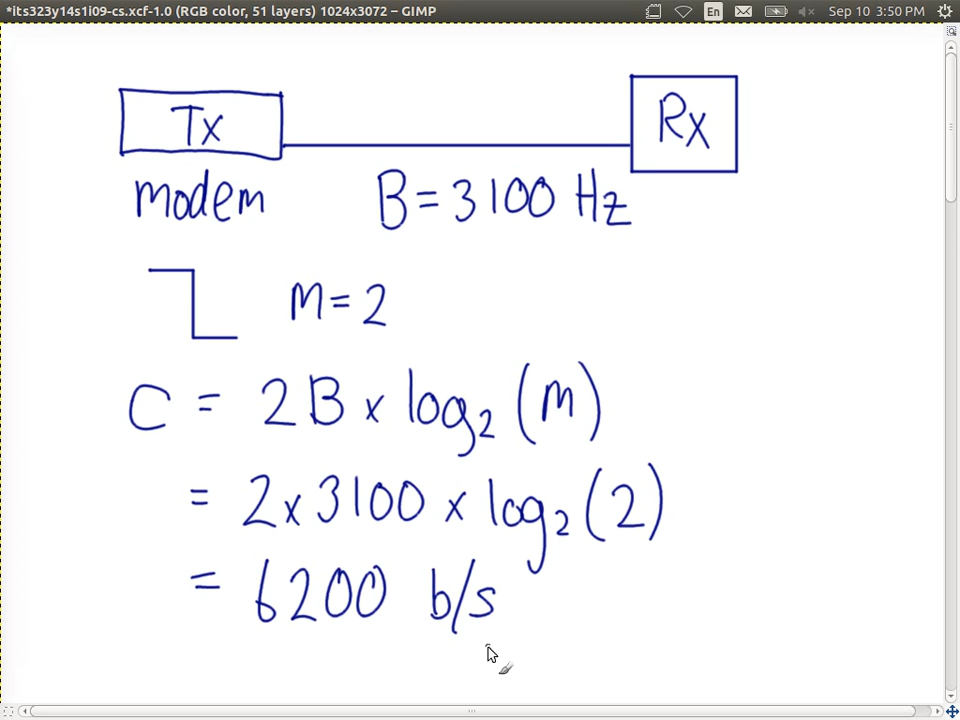 *its323y14s1i09-cs.xcf-1.0 (RGB color, 51 layers) 1024x3072 – GIMP En Sep 10 3:50 PM
Tx Rx
modem B = 3100 Hz
M = 2
C = 2B x log₂ (M)
= 2 x 3100 x log₂ (2)
= 6200 b/s